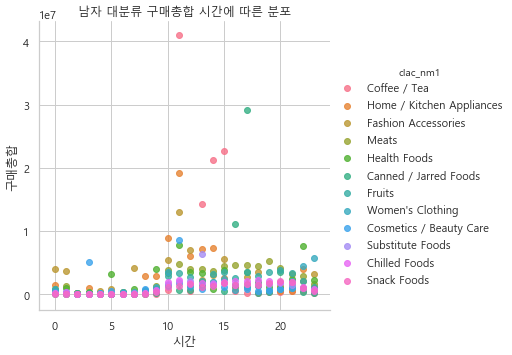 남자 대분류 구매총합 시간에 따른 분포
1e7
4
3
2
1
0
구매총합
0
5
10
15
20
시간
clac_nm1
Coffee / Tea
Home / Kitchen Appliances
Fashion Accessories
Meats
Health Foods
Canned / Jarred Foods
Fruits
Women's Clothing
Cosmetics / Beauty Care
Substitute Foods
Chilled Foods
Snack Foods